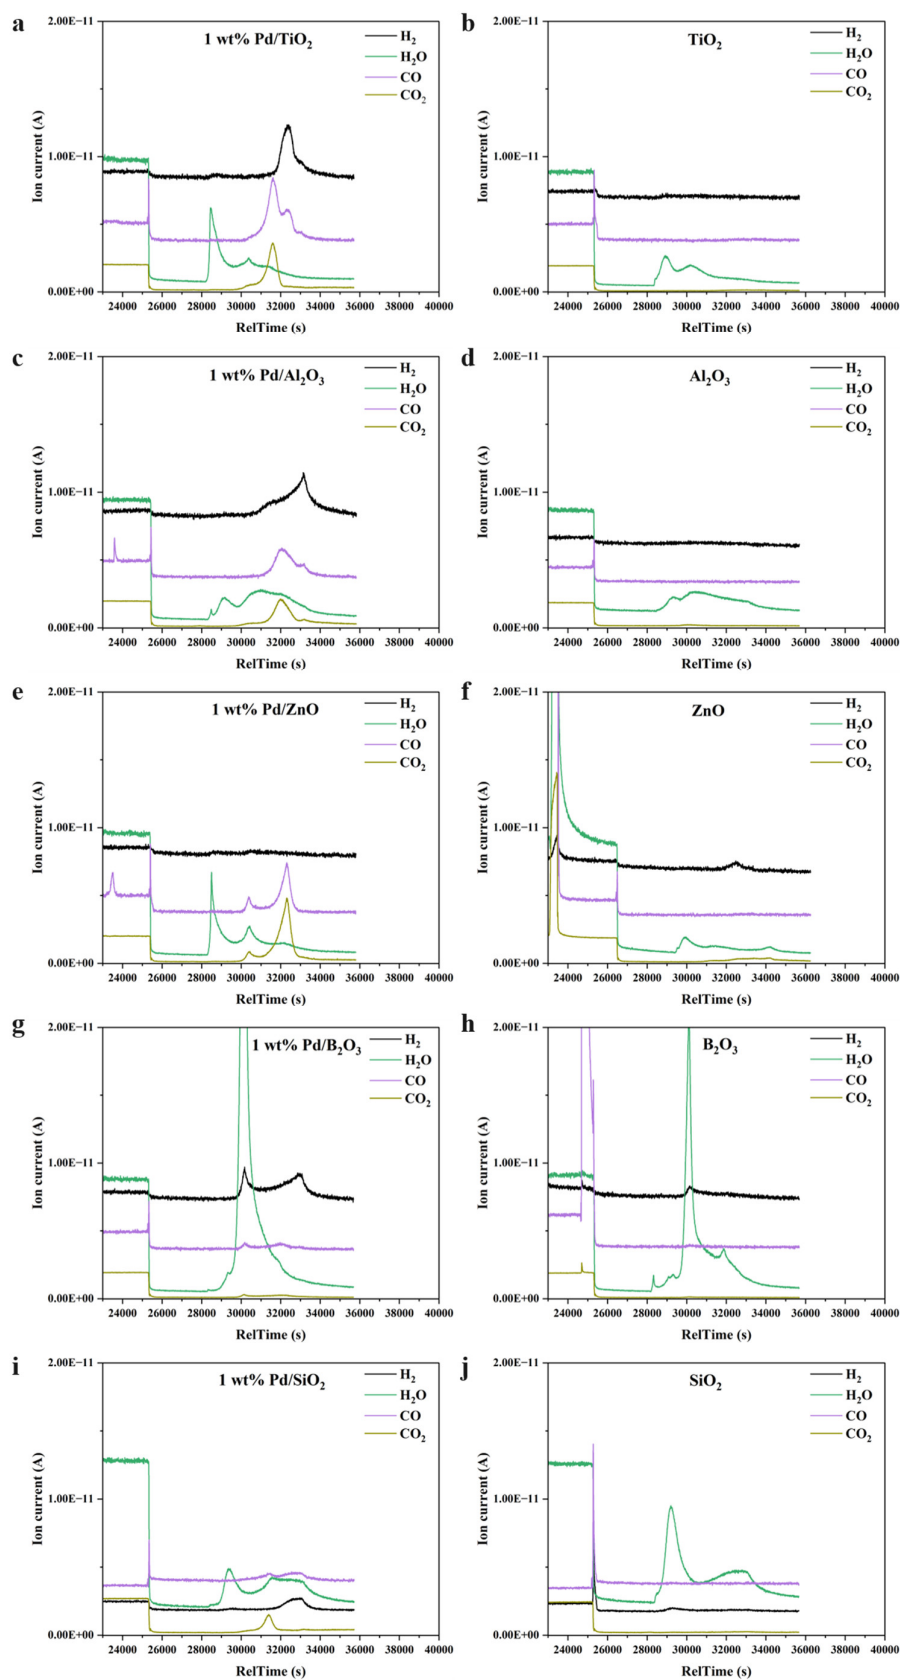 a
1 wt% Pd/TiO₂
H₂
H₂O
CO
CO₂
2.00E−11
1.00E−11
0.00E+00
Ion current (A)
24000 26000 28000 30000 32000 34000 36000 38000 40000
RelTime (s)
b
TiO₂
H₂
H₂O
CO
CO₂
2.00E−11
1.00E−11
0.00E+00
Ion current (A)
24000 26000 28000 30000 32000 34000 36000 38000 40000
RelTime (s)
c
1 wt% Pd/Al₂O₃
H₂
H₂O
CO
CO₂
2.00E−11
1.00E−11
0.00E+00
Ion current (A)
24000 26000 28000 30000 32000 34000 36000 38000 40000
RelTime (s)
d
Al₂O₃
H₂
H₂O
CO
CO₂
2.00E−11
1.00E−11
0.00E+00
Ion current (A)
24000 26000 28000 30000 32000 34000 36000 38000 40000
RelTime (s)
e
1 wt% Pd/ZnO
H₂
H₂O
CO
CO₂
2.00E−11
1.00E−11
0.00E+00
Ion current (A)
24000 26000 28000 30000 32000 34000 36000 38000 40000
RelTime (s)
f
ZnO
H₂
H₂O
CO
CO₂
2.00E−11
1.00E−11
0.00E+00
Ion current (A)
24000 26000 28000 30000 32000 34000 36000 38000 40000
RelTime (s)
g
1 wt% Pd/B₂O₃
H₂
H₂O
CO
CO₂
2.00E−11
1.00E−11
0.00E+00
Ion current (A)
24000 26000 28000 30000 32000 34000 36000 38000 40000
RelTime (s)
h
B₂O₃
H₂
H₂O
CO
CO₂
2.00E−11
1.00E−11
0.00E+00
Ion current (A)
24000 26000 28000 30000 32000 34000 36000 38000 40000
RelTime (s)
i
1 wt% Pd/SiO₂
H₂
H₂O
CO
CO₂
2.00E−11
1.00E−11
0.00E+00
Ion current (A)
24000 26000 28000 30000 32000 34000 36000 38000 40000
RelTime (s)
j
SiO₂
H₂
H₂O
CO
CO₂
2.00E−11
1.00E−11
0.00E+00
Ion current (A)
24000 26000 28000 30000 32000 34000 36000 38000 40000
RelTime (s)